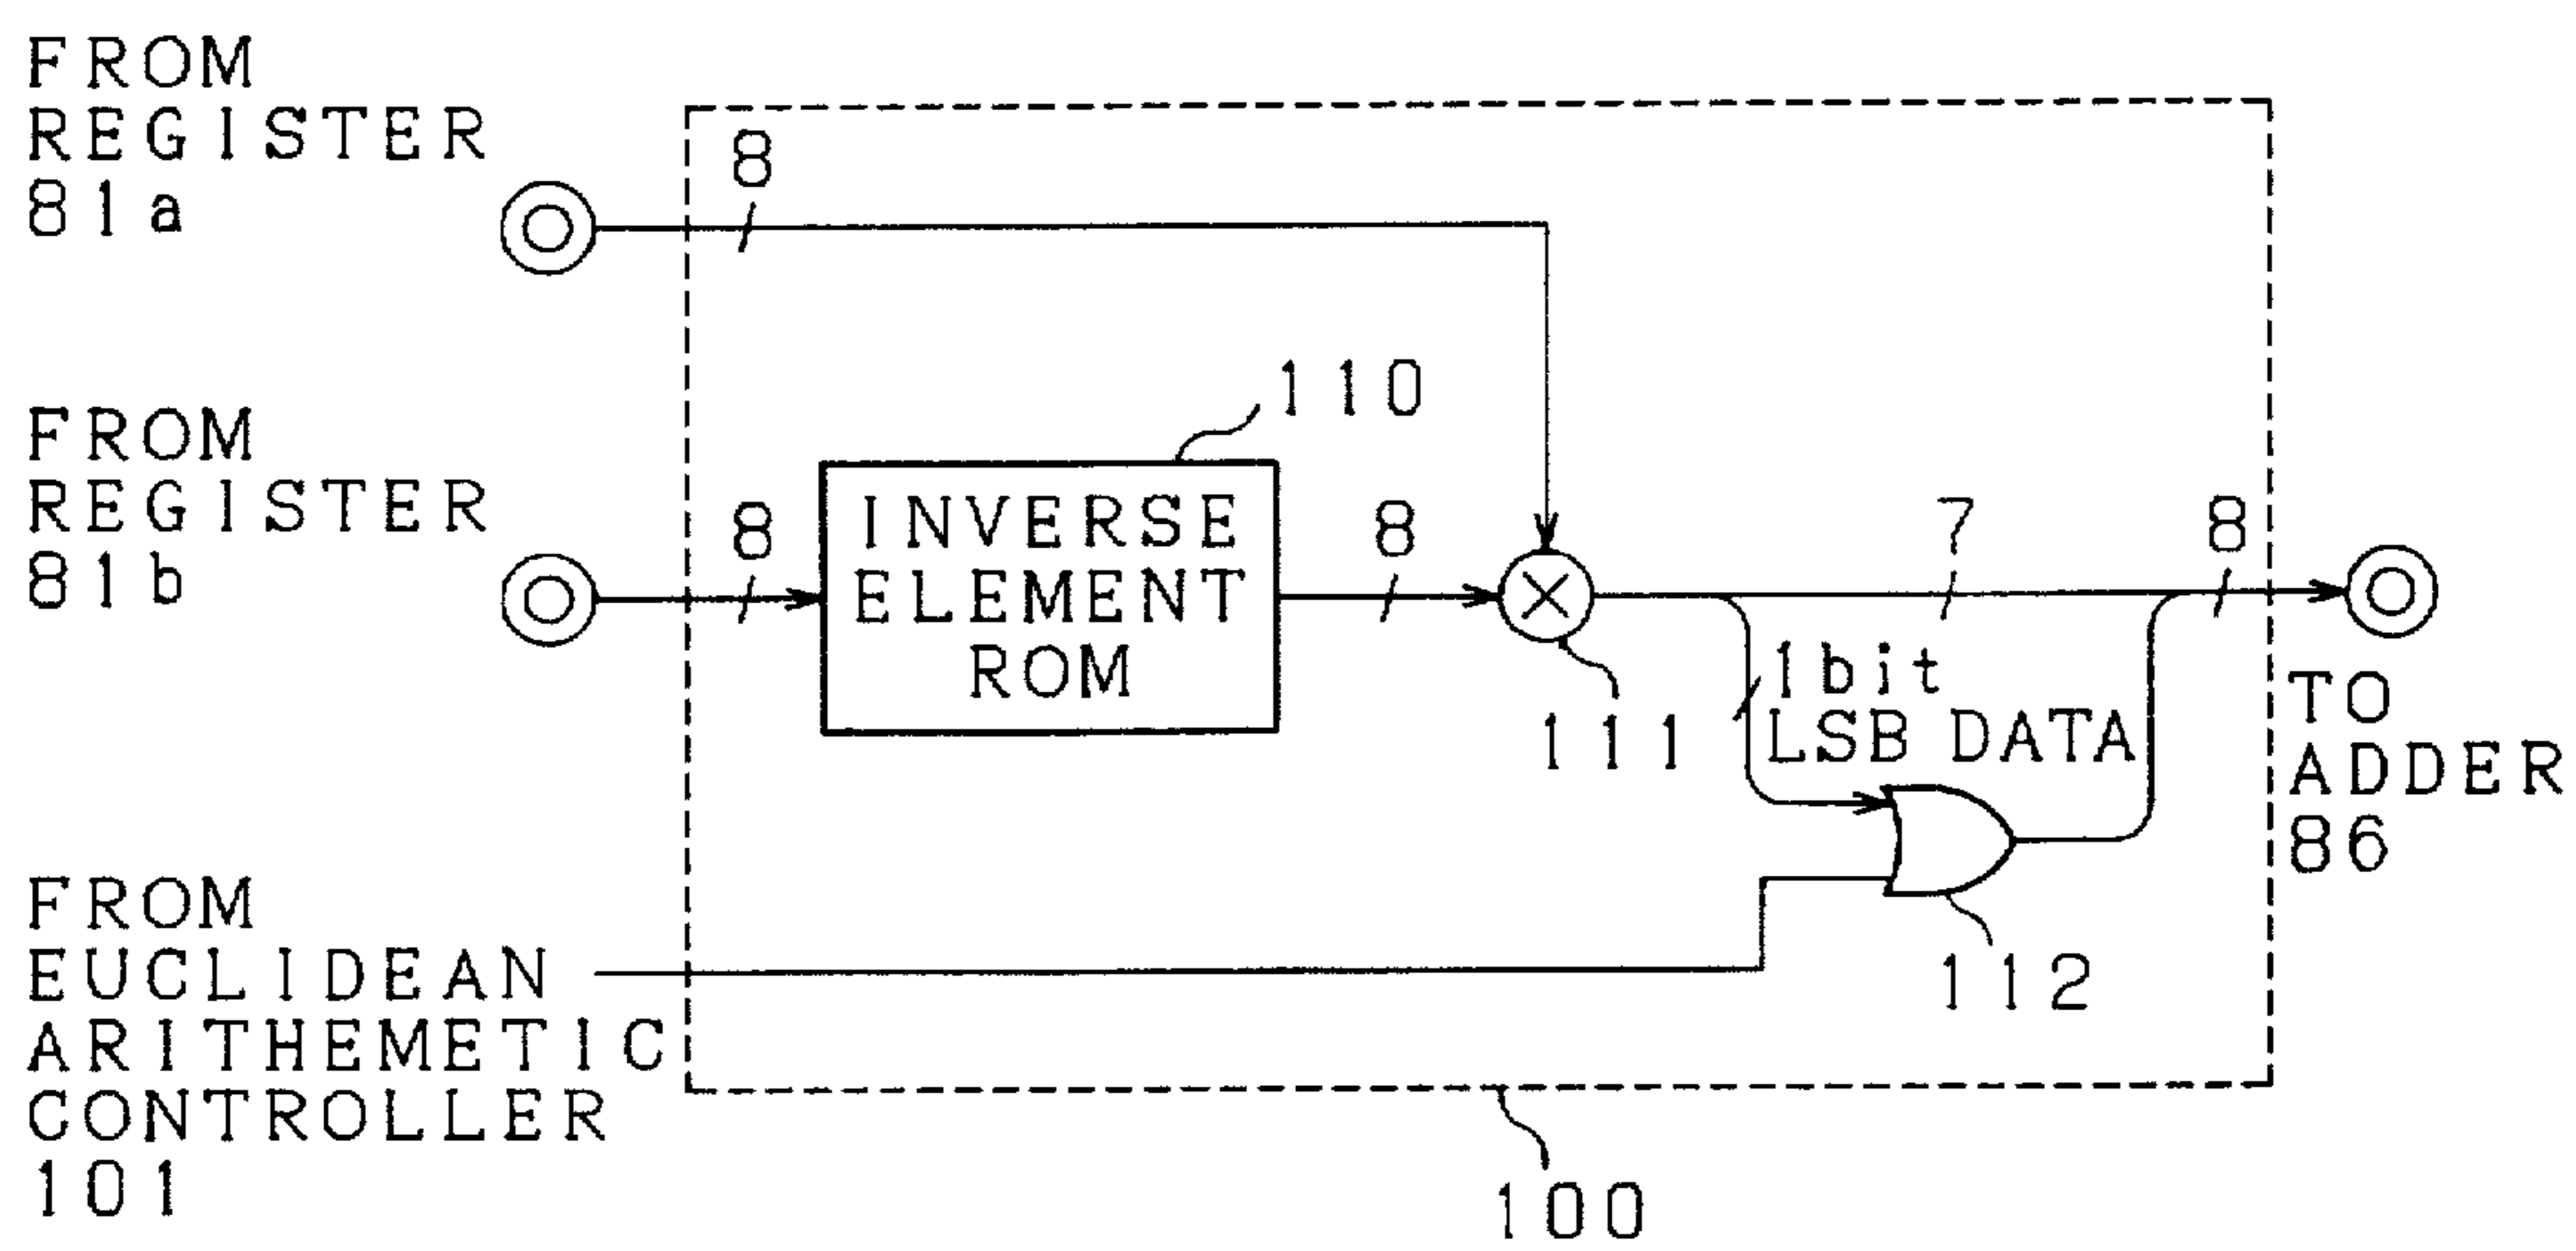 FROM
REGISTER
81a
8
FROM
REGISTER
81b
8
110
INVERSE
ELEMENT
ROM
8
111
7
8
1bit
LSB DATA
112
TO
ADDER
86
FROM
EUCLIDEAN
ARITHEMETIC
CONTROLLER
101
100